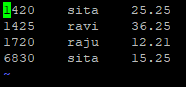 1420    sita    25.25
1425    ravi    36.25
1720    raju    12.21
6830    sita    15.25
~